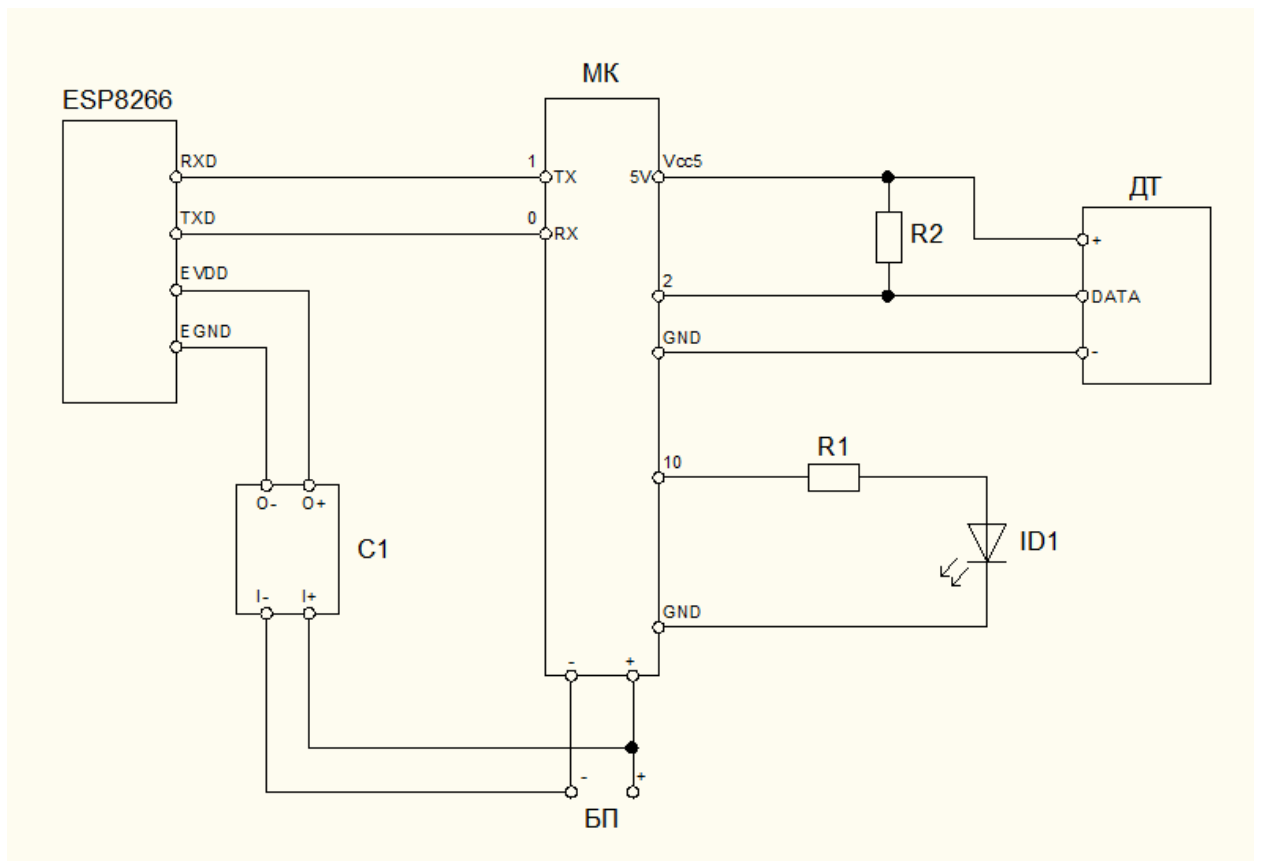 МК
ESP8266
RXD
1
TX
5V
Vcc5
TXD
0
RX
R2
ДТ
+
EVDD
2
DATA
EGND
GND
-
10
R1
O-
O+
C1
ID1
I-
I+
GND
-
+
-
+
БП